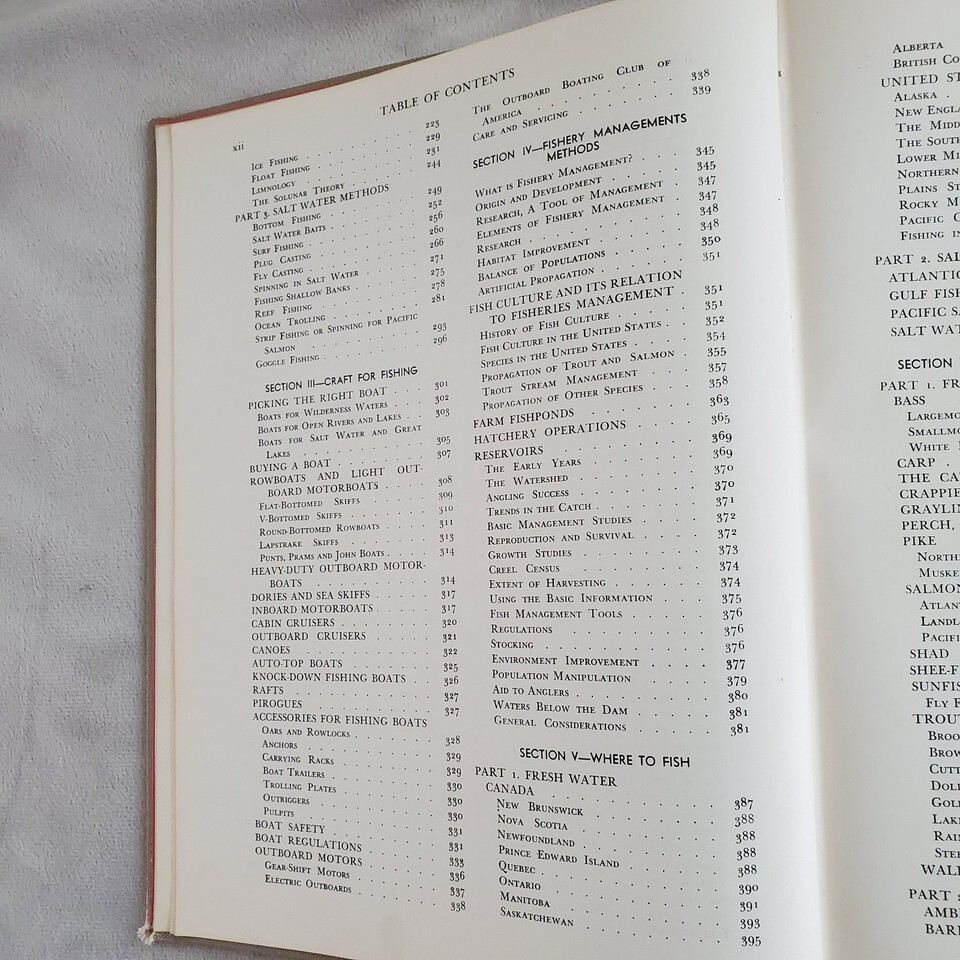 TABLE OF CONTENTS
xii
ICE FISHING . . . 223
FLOAT FISHING . . . 229
LIMNOLOGY . . . 231
THE SOLUNAR THEORY . . . 244
PART 3. SALT WATER METHODS
BOTTOM FISHING . . . 249
SALT WATER BAITS . . . 252
SURF FISHING . . . 256
PLUG CASTING . . . 260
FLY CASTING . . . 266
SPINNING IN SALT WATER . . . 271
FISHING SHALLOW BANKS . . . 275
REEF FISHING . . . 278
OCEAN TROLLING . . . 281
STRIP FISHING OR SPINNING FOR PACIFIC
SALMON . . . 293
GOGGLE FISHING . . . 296
SECTION III—CRAFT FOR FISHING
PICKING THE RIGHT BOAT . . . 301
BOATS FOR WILDERNESS WATERS . . . 302
BOATS FOR OPEN RIVERS AND LAKES . . . 303
BOATS FOR SALT WATER AND GREAT
LAKES . . . 305
BUYING A BOAT . . . 307
ROWBOATS AND LIGHT OUT-
BOARD MOTORBOATS . . . 308
FLAT-BOTTOMED SKIFFS . . . 309
V-BOTTOMED SKIFFS . . . 310
ROUND-BOTTOMED ROWBOATS . . . 311
LAPSTRAKE SKIFFS . . . 313
PUNTS, PRAMS AND JOHN BOATS . . . 314
HEAVY-DUTY OUTBOARD MOTOR-
BOATS . . . 314
DORIES AND SEA SKIFFS . . . 317
INBOARD MOTORBOATS . . . 317
CABIN CRUISERS . . . 320
OUTBOARD CRUISERS . . . 321
CANOES . . . 322
AUTO-TOP BOATS . . . 325
KNOCK-DOWN FISHING BOATS . . . 326
RAFTS . . . 327
PIROGUES . . . 327
ACCESSORIES FOR FISHING BOATS
OARS AND ROWLOCKS . . . 328
ANCHORS . . . 329
CARRYING RACKS . . . 329
BOAT TRAILERS . . . 330
TROLLING PLATES . . . 330
OUTRIGGERS . . . 330
PULPITS . . . 331
BOAT SAFETY . . . 331
BOAT REGULATIONS . . . 333
OUTBOARD MOTORS . . . 336
GEAR-SHIFT MOTORS . . . 337
ELECTRIC OUTBOARDS . . . 338
THE OUTBOARD BOATING CLUB OF
AMERICA . . . 338
CARE AND SERVICING . . . 339
SECTION IV—FISHERY MANAGEMENTS
METHODS
WHAT IS FISHERY MANAGEMENT? . . . 345
ORIGIN AND DEVELOPMENT . . . 345
RESEARCH, A TOOL OF MANAGEMENT . . . 347
ELEMENTS OF FISHERY MANAGEMENT . . . 347
RESEARCH . . . 348
HABITAT IMPROVEMENT . . . 348
BALANCE OF POPULATIONS . . . 350
ARTIFICIAL PROPAGATION . . . 351
FISH CULTURE AND ITS RELATION
TO FISHERIES MANAGEMENT . 351
HISTORY OF FISH CULTURE . . . 351
FISH CULTURE IN THE UNITED STATES . . 352
SPECIES IN THE UNITED STATES . . . 354
PROPAGATION OF TROUT AND SALMON . 355
TROUT STREAM MANAGEMENT . . . 357
PROPAGATION OF OTHER SPECIES . . . 358
FARM FISHPONDS . . . 363
HATCHERY OPERATIONS . . . 365
RESERVOIRS . . . 369
THE EARLY YEARS . . . 369
THE WATERSHED . . . 370
ANGLING SUCCESS . . . 370
TRENDS IN THE CATCH . . . 371
BASIC MANAGEMENT STUDIES . . . 372
REPRODUCTION AND SURVIVAL . . . 372
GROWTH STUDIES . . . 373
CREEL CENSUS . . . 374
EXTENT OF HARVESTING . . . 374
USING THE BASIC INFORMATION . . . 375
FISH MANAGEMENT TOOLS . . . 376
REGULATIONS . . . 376
STOCKING . . . 376
ENVIRONMENT IMPROVEMENT . . . 377
POPULATION MANIPULATION . . . 379
AID TO ANGLERS . . . 380
WATERS BELOW THE DAM . . . 381
GENERAL CONSIDERATIONS . . . 381
SECTION V—WHERE TO FISH
PART 1. FRESH WATER
CANADA . . . 387
NEW BRUNSWICK . . . 388
NOVA SCOTIA . . . 388
NEWFOUNDLAND . . . 388
PRINCE EDWARD ISLAND . . . 388
QUEBEC . . . 390
ONTARIO . . . 391
MANITOBA . . . 393
SASKATCHEWAN . . . 395
ALBERTA
BRITISH CO
UNITED ST
ALASKA .
NEW ENGLA
THE MIDD
THE SOUT
LOWER MI
NORTHERN
PLAINS ST
ROCKY M
PACIFIC C
FISHING IN
PART 2. SAL
ATLANTIC
GULF FISH
PACIFIC SA
SALT WAT
SECTION
PART 1. FR
BASS
LARGEMO
SMALLMO
WHITE
CARP .
THE CA
CRAPPIE
GRAYLIN
PERCH,
PIKE
NORTH
MUSKE
SALMON
ATLAN
LANDL
PACIF
SHAD
SHEE-F
SUNFIS
FLY F
TROUT
BROO
BROW
CUTT
DOLL
GOL
LAK
RAIN
STE
WALL
PART
AMB
BAR